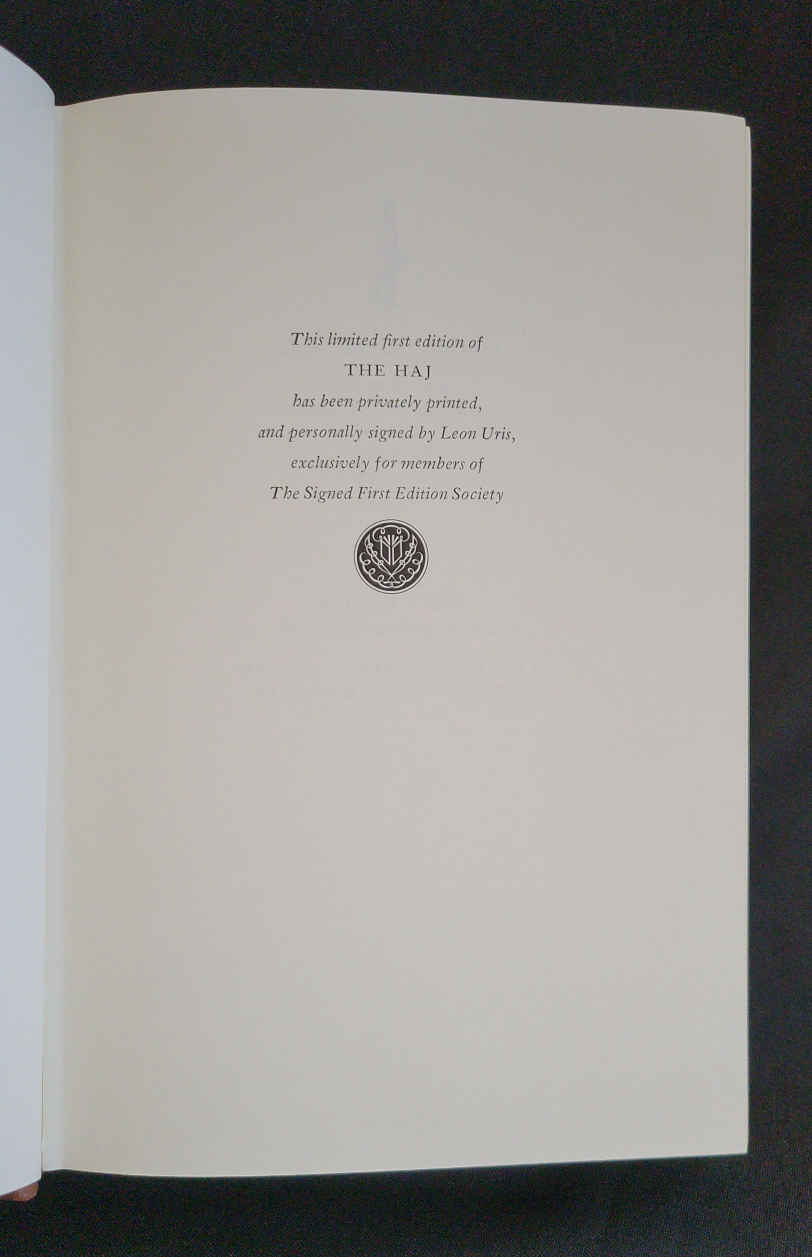 This limited first edition of
THE HAJ
has been privately printed,
and personally signed by Leon Uris,
exclusively for members of
The Signed First Edition Society